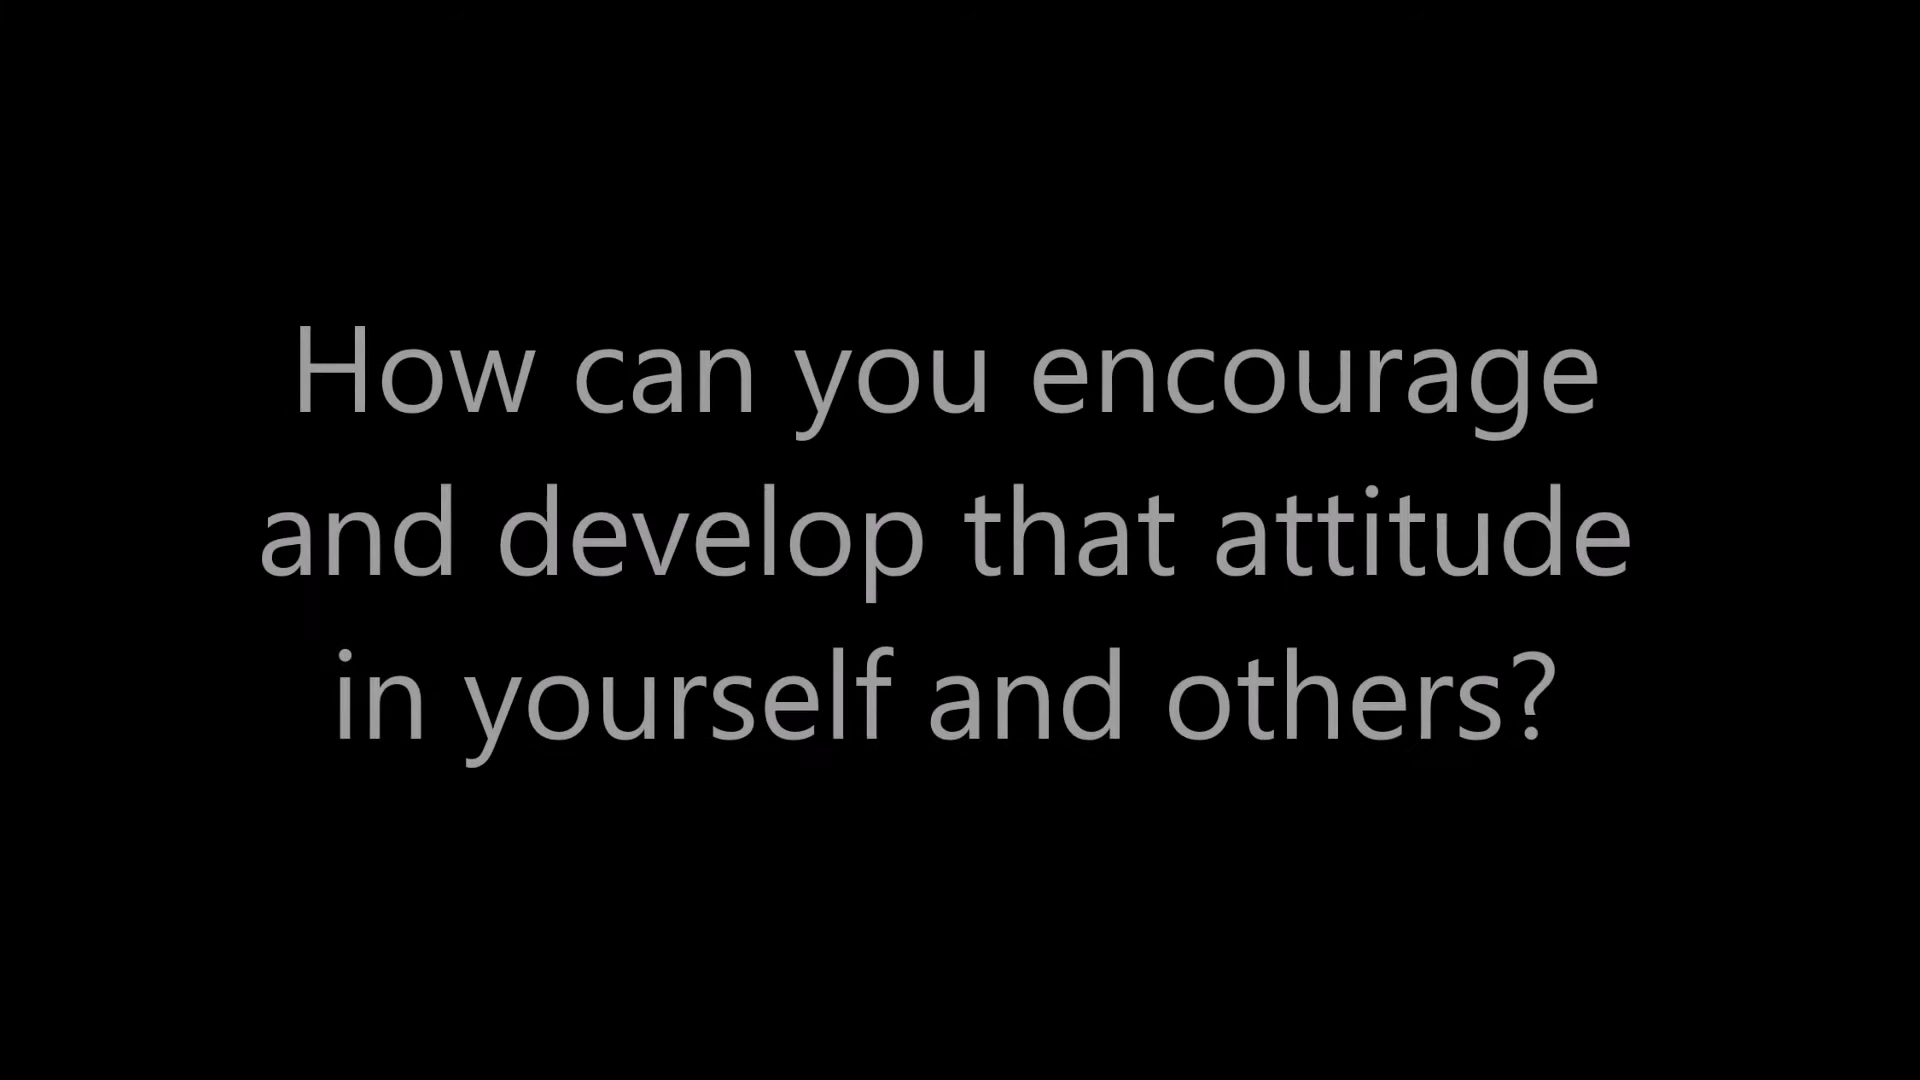 How can you encourage
and develop that attitude
in yourself and others?